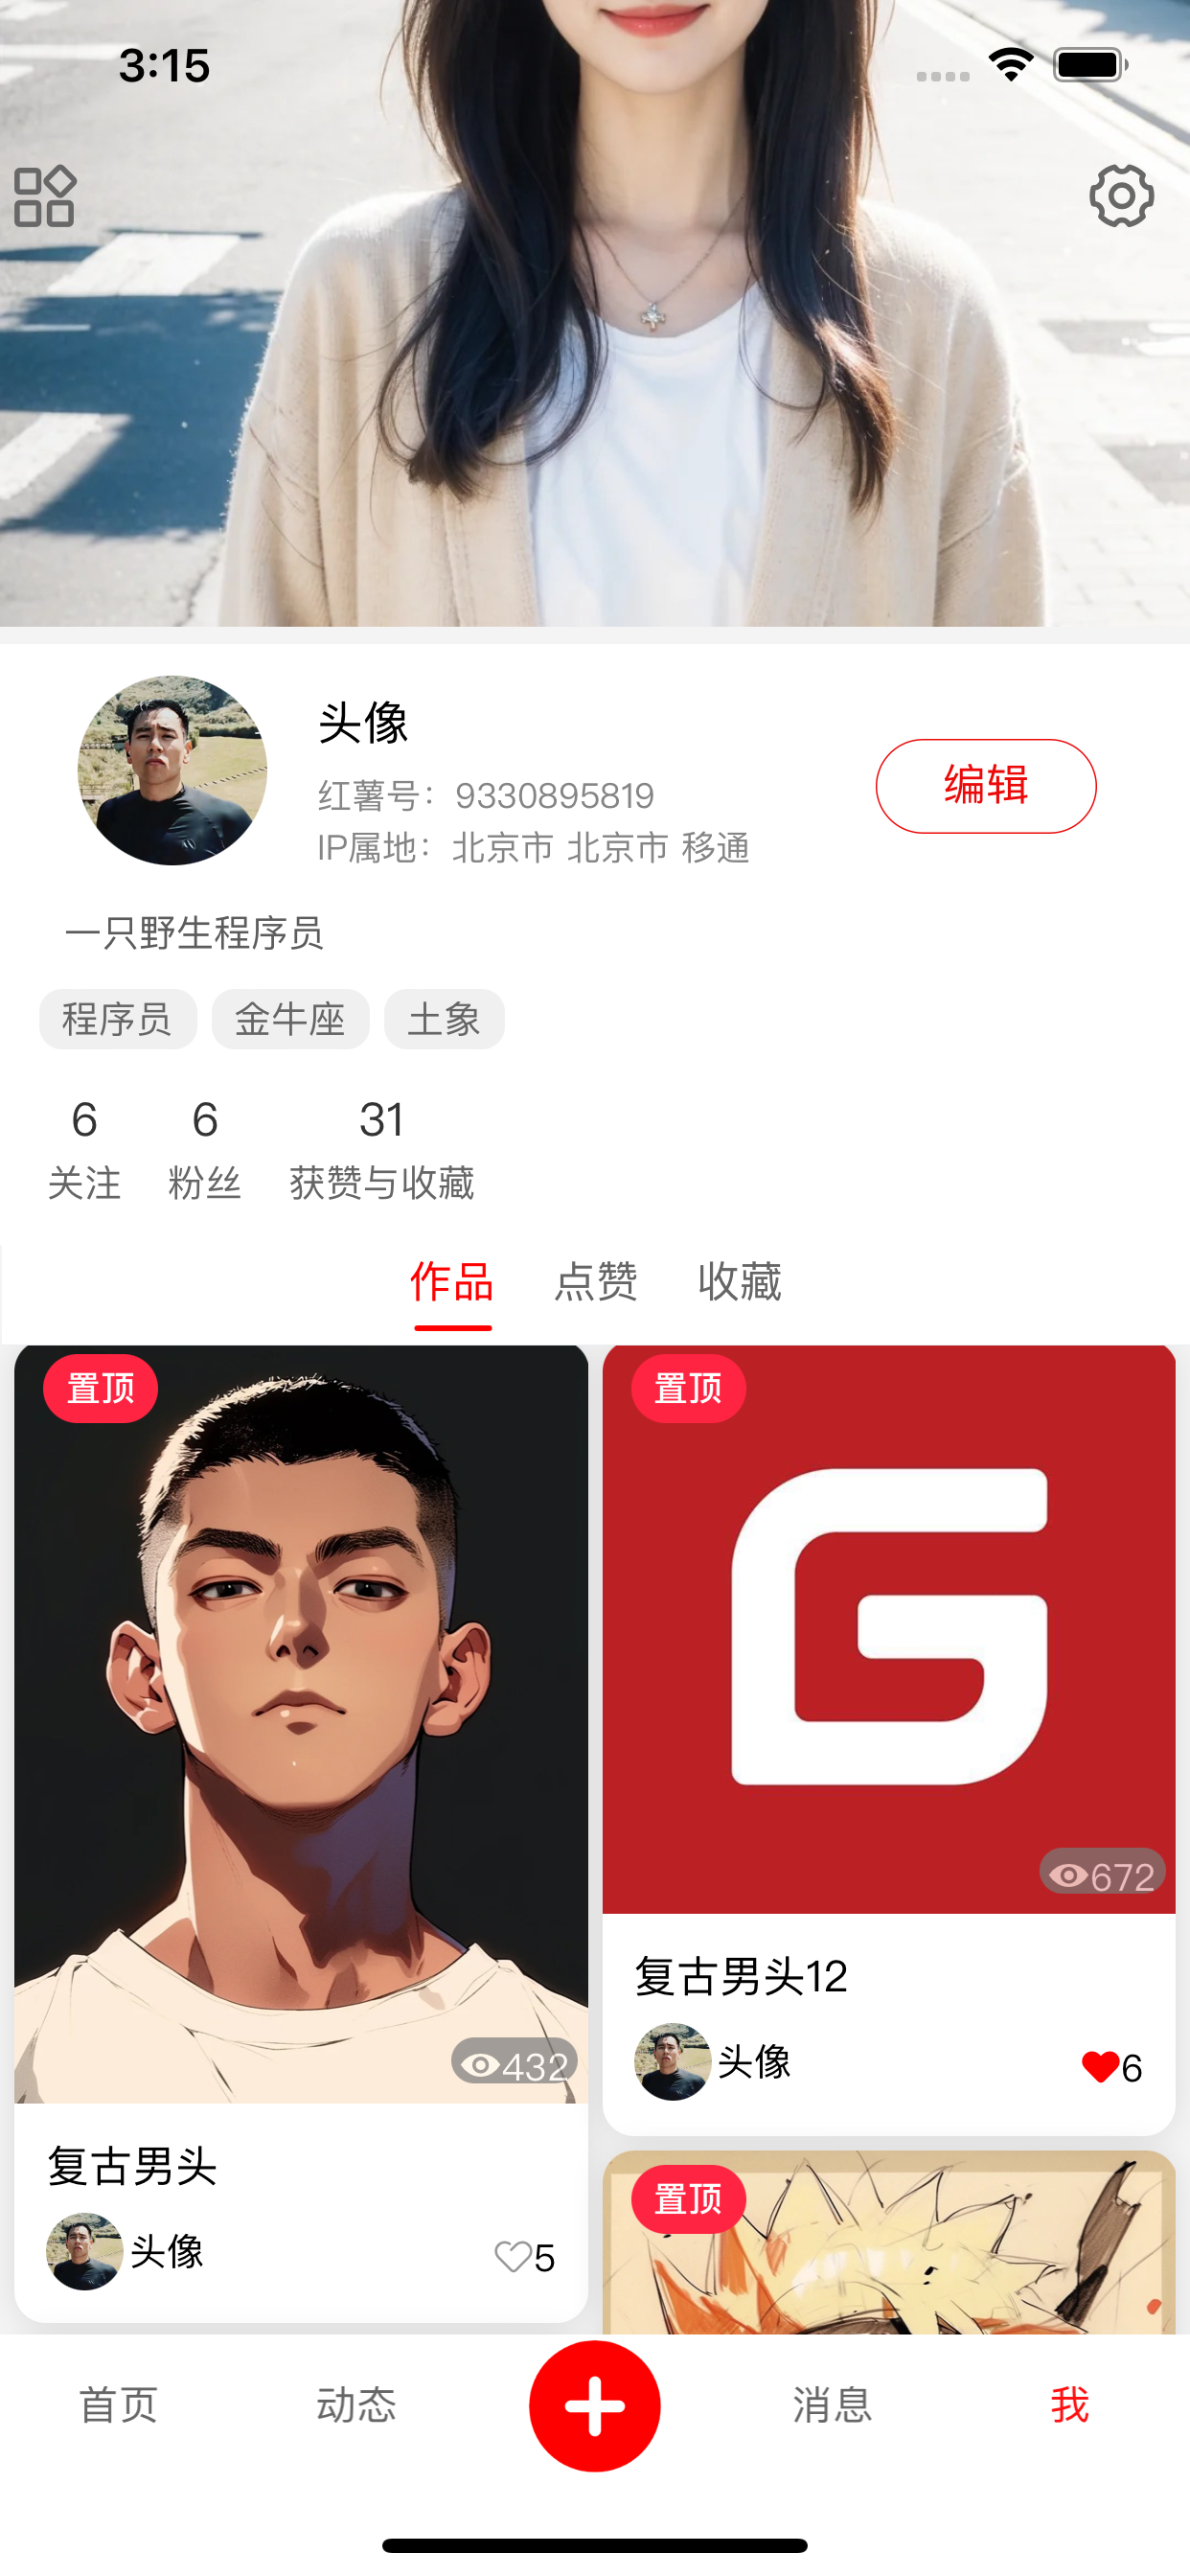 3:15
头像
红薯号：9330895819
IP属地：北京市 北京市 移通
编辑
一只野生程序员
程序员 金牛座 土象
6 6 31
关注 粉丝 获赞与收藏
作品 点赞 收藏
置顶
432
复古男头
头像
5
置顶
672
复古男头12
头像
6
置顶
首页 动态 消息 我